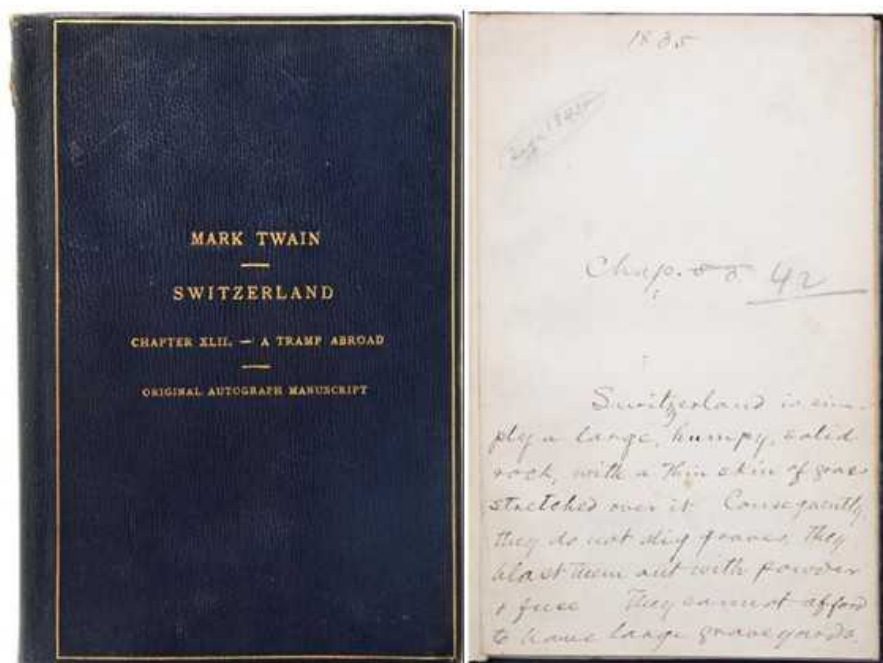 MARK TWAIN
SWITZERLAND
CHAPTER XLII. — A TRAMP ABROAD
ORIGINAL AUTOGRAPH MANUSCRIPT
1835
Chap. 42
Switzerland is sim-
ply a large, humpy, solid
rock, with a thin skin of grass
stretched over it. Consequently,
they do not dig graves, they
blast them out with powder
& fuse. They cannot afford
to have large graveyards,